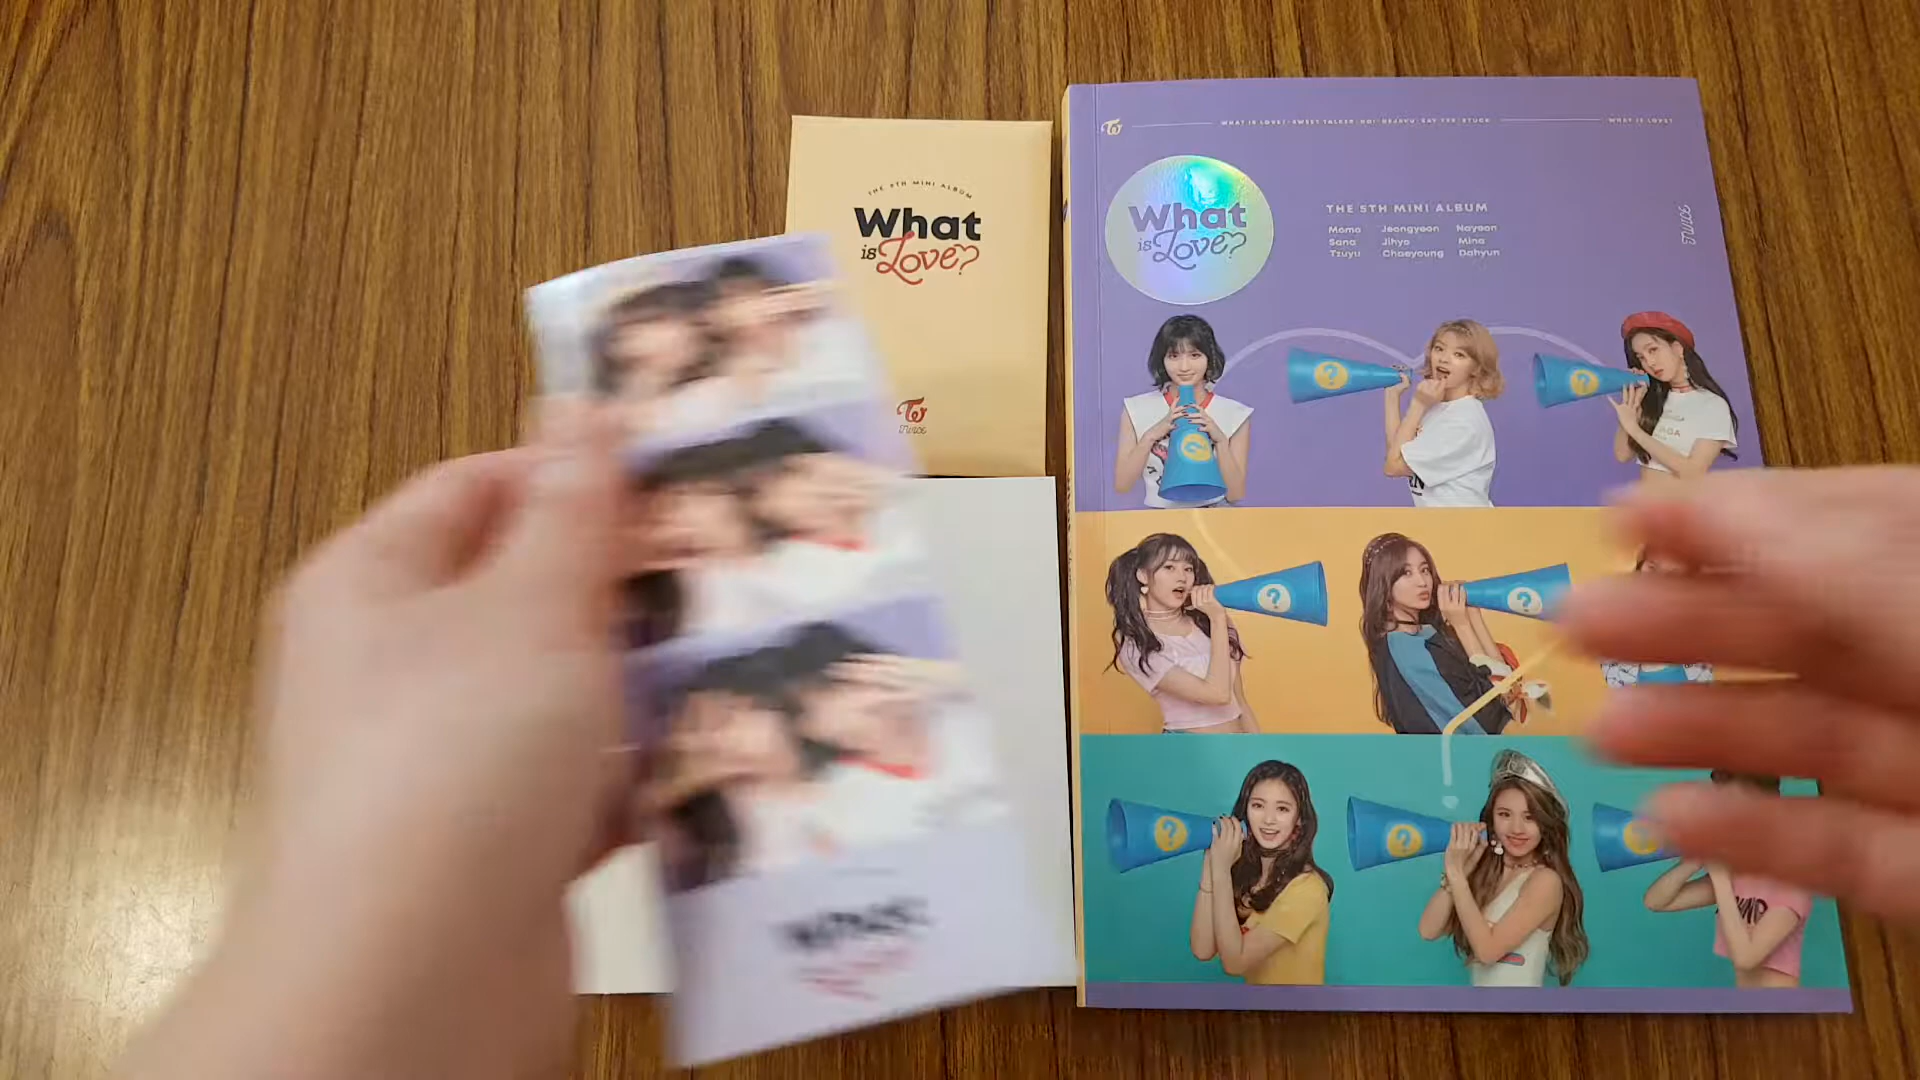 THE 5TH MINI ALBUM
What
is Love?
TWICE
WHAT IS LOVE? SWEET TALKER HO! DEJAVU SAY YES STUCK
WHAT IS LOVE?
What
is Love?
THE 5TH MINI ALBUM
Momo Jeongyeon Nayeon
Sana Jihyo Mina
Tzuyu Chaeyoung Dahyun
TWICE
What